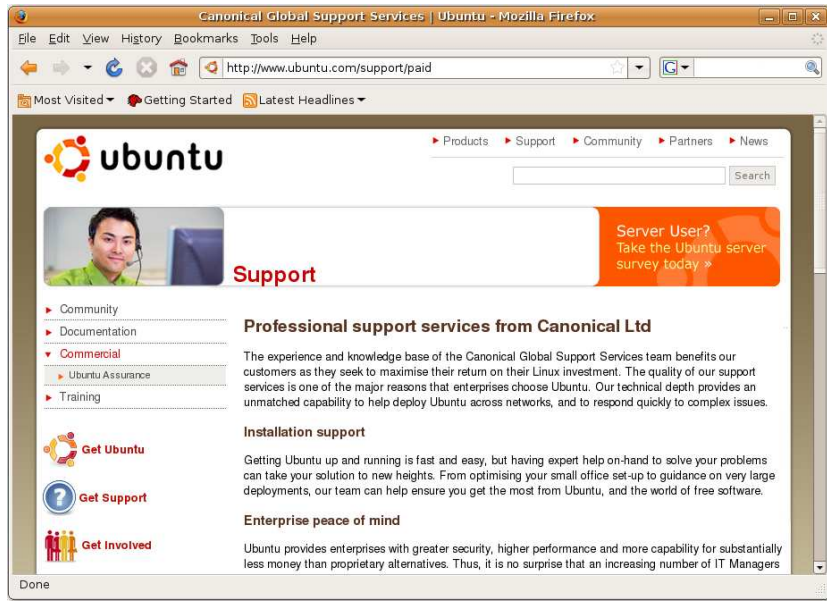 Canonical Global Support Services | Ubuntu - Mozilla Firefox
File Edit View History Bookmarks Tools Help
http://www.ubuntu.com/support/paid
G
Most Visited Getting Started Latest Headlines
ubuntu
Products Support Community Partners News
Search
Support
Server User?
Take the Ubuntu server
survey today »
Community
Documentation
Commercial
Ubuntu Assurance
Training
Get Ubuntu
? Get Support
Get Involved
Professional support services from Canonical Ltd
The experience and knowledge base of the Canonical Global Support Services team benefits our
customers as they seek to maximise their return on their Linux investment. The quality of our support
services is one of the major reasons that enterprises choose Ubuntu. Our technical depth provides an
unmatched capability to help deploy Ubuntu across networks, and to respond quickly to complex issues.
Installation support
Getting Ubuntu up and running is fast and easy, but having expert help on-hand to solve your problems
can take your solution to new heights. From optimising your small office set-up to guidance on very large
deployments, our team can help ensure you get the most from Ubuntu, and the world of free software.
Enterprise peace of mind
Ubuntu provides enterprises with greater security, higher performance and more capability for substantially
less money than proprietary alternatives. Thus, it is no surprise that an increasing number of IT Managers
Done